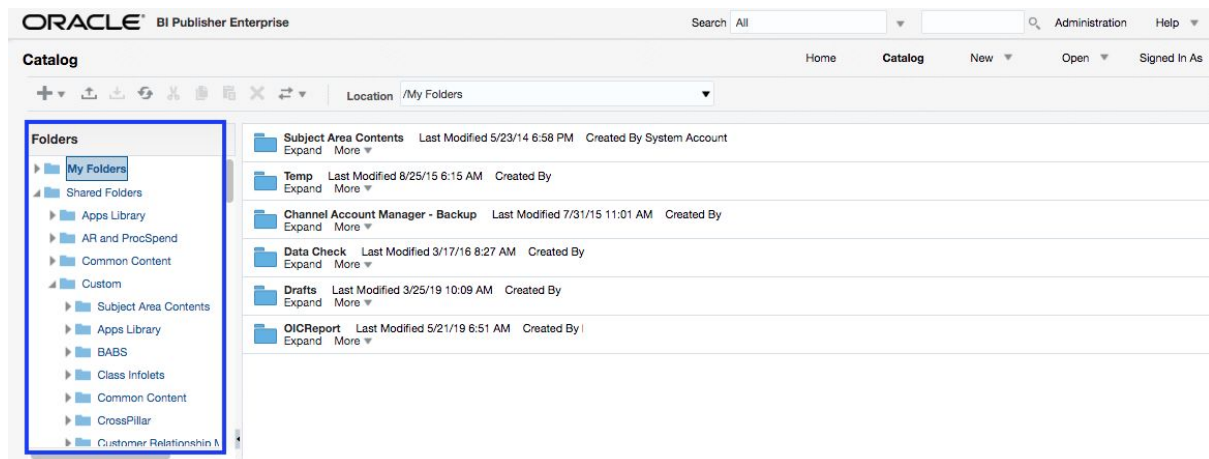 ORACLE® BI Publisher Enterprise Search All Administration Help
Catalog Home Catalog New Open Signed In As
Location /My Folders
Folders
My Folders
Shared Folders
Apps Library
AR and ProcSpend
Common Content
Custom
Subject Area Contents
Apps Library
BABS
Class Infolets
Common Content
CrossPillar
Customer Relationship
Subject Area Contents Last Modified 5/23/14 6:58 PM Created By System Account
Expand More
Temp Last Modified 8/25/15 6:15 AM Created By
Expand More
Channel Account Manager - Backup Last Modified 7/31/15 11:01 AM Created By
Expand More
Data Check Last Modified 3/17/16 8:27 AM Created By
Expand More
Drafts Last Modified 3/25/19 10:09 AM Created By
Expand More
OICReport Last Modified 5/21/19 6:51 AM Created By
Expand More